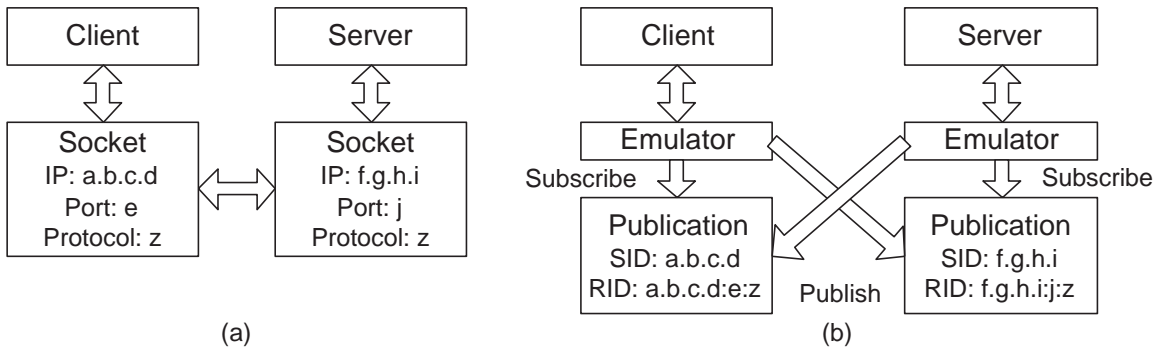 Client
Server
Socket
IP: a.b.c.d
Port: e
Protocol: z
Socket
IP: f.g.h.i
Port: j
Protocol: z
(a)
Client
Server
Emulator
Emulator
Subscribe
Subscribe
Publication
SID: a.b.c.d
RID: a.b.c.d:e:z
Publish
Publication
SID: f.g.h.i
RID: f.g.h.i:j:z
(b)